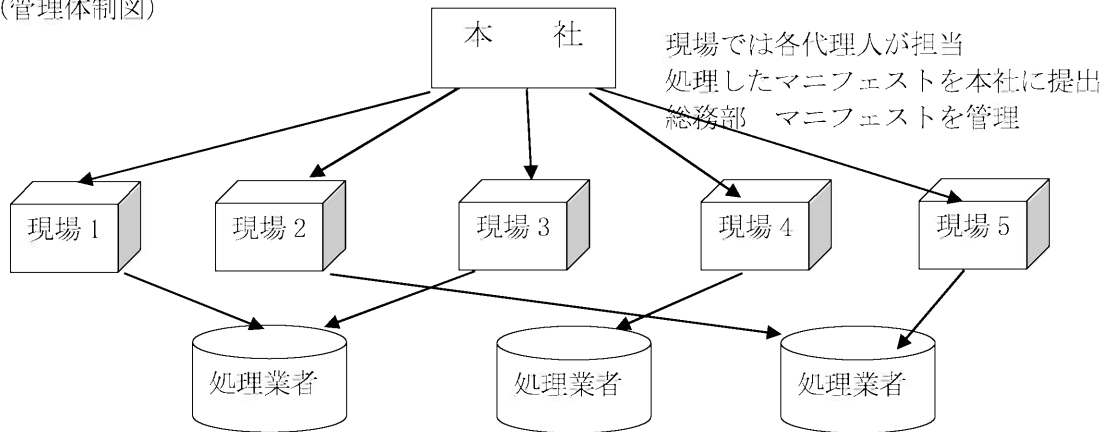 (管理体制図)
本　　社
現場では各代理人が担当
処理したマニフェストを本社に提出
総務部　マニフェストを管理
現場1
現場2
現場3
現場4
現場5
処理業者
処理業者
処理業者